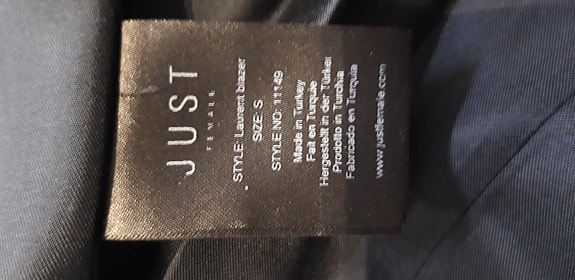 JUST
FEMALE
STYLE: Laurent blazer
SIZE: S
STYLE NO: 11149
Made in Turkey
Fait en Turquie
Hergestellt in der Türkei
Prodotto in Turchia
Fabricado en Turquia
www.justfemale.com